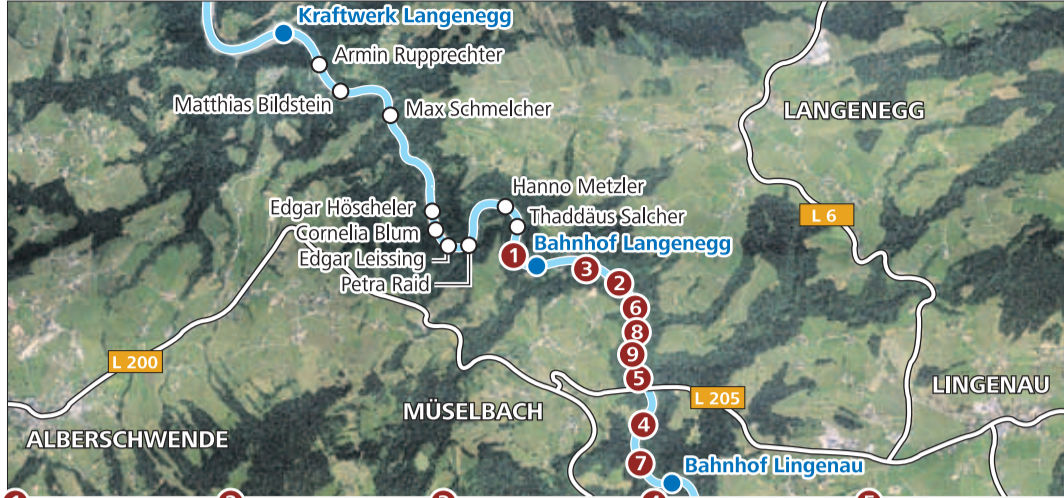 Kraftwerk Langenegg
Armin Rupprechter
Matthias Bildstein
Max Schmelcher
LANGENEGG
Hanno Metzler
Edgar Höscheler
Thaddäus Salcher
L 6
Cornelia Blum
Bahnhof Langenegg
Edgar Leissing
1
3
Petra Raid
2
6
8
9
L 200
5
LINGENAU
L 205
MÜSELBACH
4
ALBERSCHWENDE
7
Bahnhof Lingenau